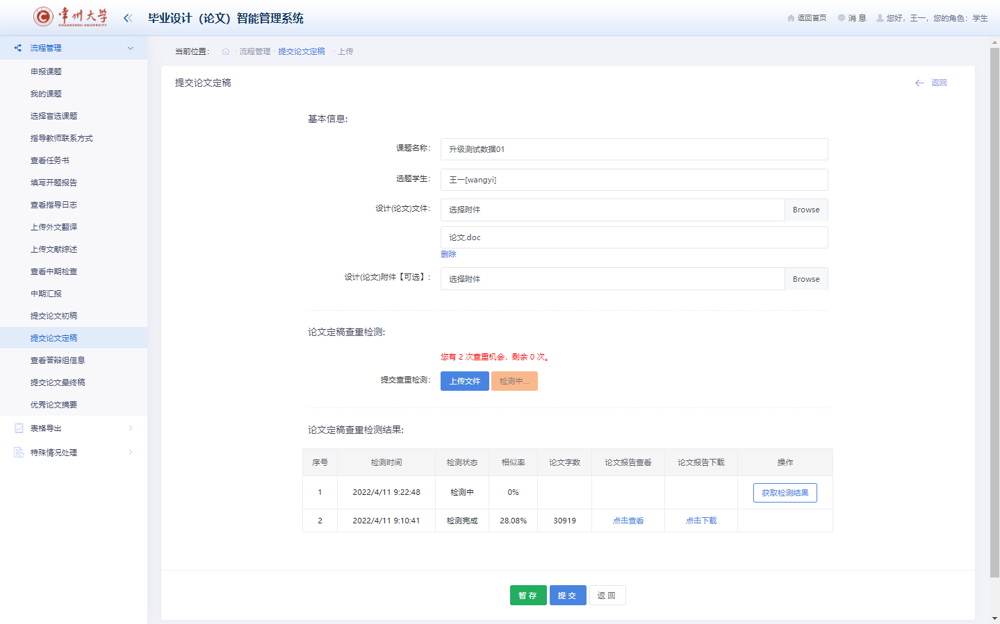 常州大学
CHANGZHOU UNIVERSITY
毕业设计（论文）智能管理系统
返回首页
消 息
您好，王一，您的角色：学生
流程管理
申报课题
我的课题
选择盲选课题
指导教师联系方式
查看任务书
填写开题报告
查看指导日志
上传外文翻译
上传文献综述
查看中期检查
中期汇报
提交论文初稿
提交论文定稿
查看答辩组信息
提交论文最终稿
优秀论文摘要
表格导出
特殊情况处理
当前位置： 流程管理 提交论文定稿 上传
提交论文定稿
返回
基本信息:
课题名称： 升级测试数据01
选题学生： 王一[wangyi]
设计(论文)文件： 选择附件 Browse
论文.doc
删除
设计(论文)附件【可选】： 选择附件 Browse
论文定稿查重检测:
您有 2 次查重机会，剩余 0 次。
提交查重检测： 上传文件 检测中...
论文定稿查重检测结果:
序号 检测时间 检测状态 相似率 论文字数 论文报告查看 论文报告下载 操作
1 2022/4/11 9:22:48 检测中 0% 获取检测结果
2 2022/4/11 9:10:41 检测完成 28.08% 30919 点击查看 点击下载
暂 存 提 交 返 回